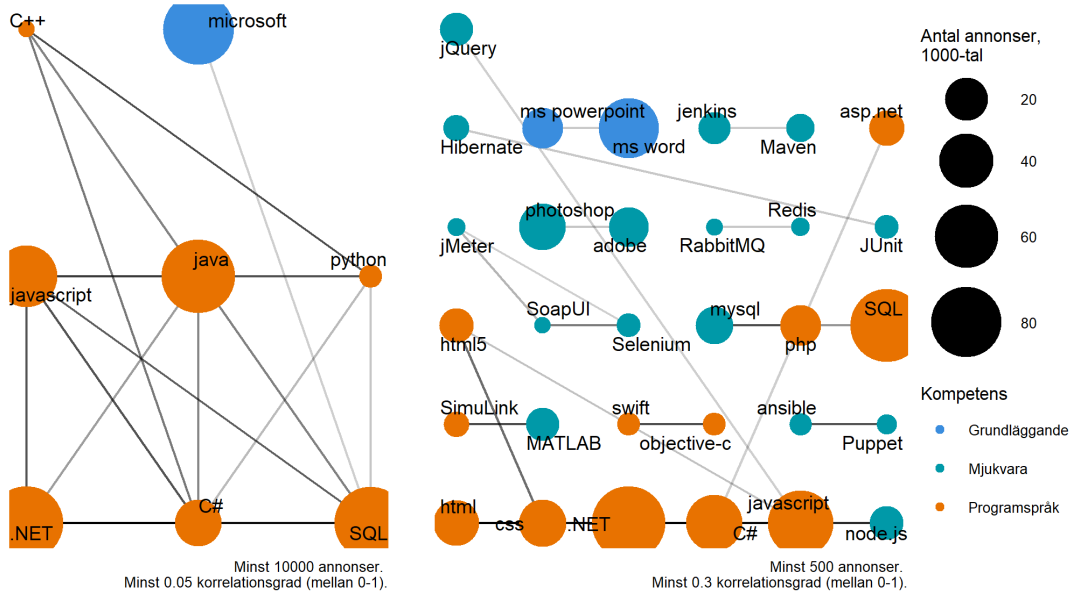 C++
microsoft
java
python
javascript
C#
.NET
SQL
Minst 10000 annonser.
Minst 0.05 korrelationsgrad (mellan 0-1).
jQuery
ms powerpoint
jenkins
asp.net
Hibernate
ms word
Maven
photoshop
Redis
jMeter
adobe
RabbitMQ
JUnit
SoapUI
mysql
SQL
html5
Selenium
php
SimuLink
swift
ansible
MATLAB
objective-c
Puppet
html
javascript
css
.NET
C#
node.js
Minst 500 annonser.
Minst 0.3 korrelationsgrad (mellan 0-1).
Antal annonser,
1000-tal
20
40
60
80
Kompetens
Grundläggande
Mjukvara
Programspråk